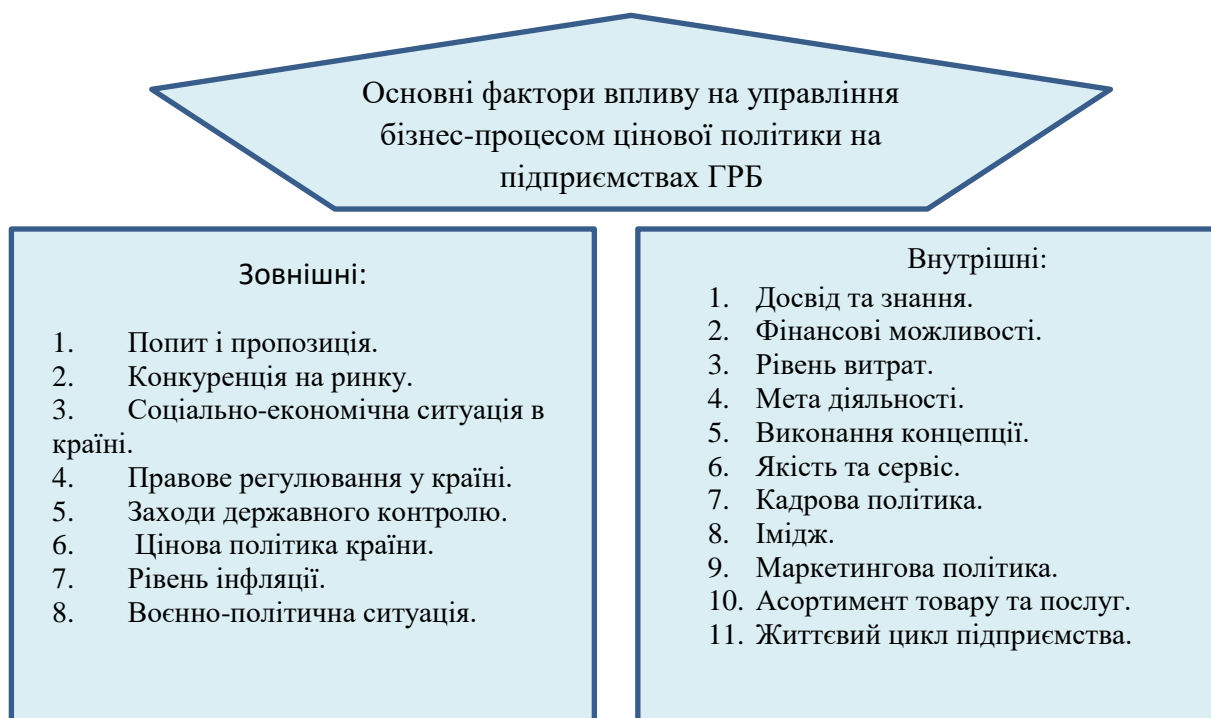 Основні фактори впливу на управління
бізнес-процесом цінової політики на
підприємствах ГРБ
Зовнішні:
1. Попит і пропозиція.
2. Конкуренція на ринку.
3. Соціально-економічна ситуація в
країні.
4. Правове регулювання у країні.
5. Заходи державного контролю.
6. Цінова політика країни.
7. Рівень інфляції.
8. Воєнно-політична ситуація.
Внутрішні:
1. Досвід та знання.
2. Фінансові можливості.
3. Рівень витрат.
4. Мета діяльності.
5. Виконання концепції.
6. Якість та сервіс.
7. Кадрова політика.
8. Імідж.
9. Маркетингова політика.
10. Асортимент товару та послуг.
11. Життєвий цикл підприємства.